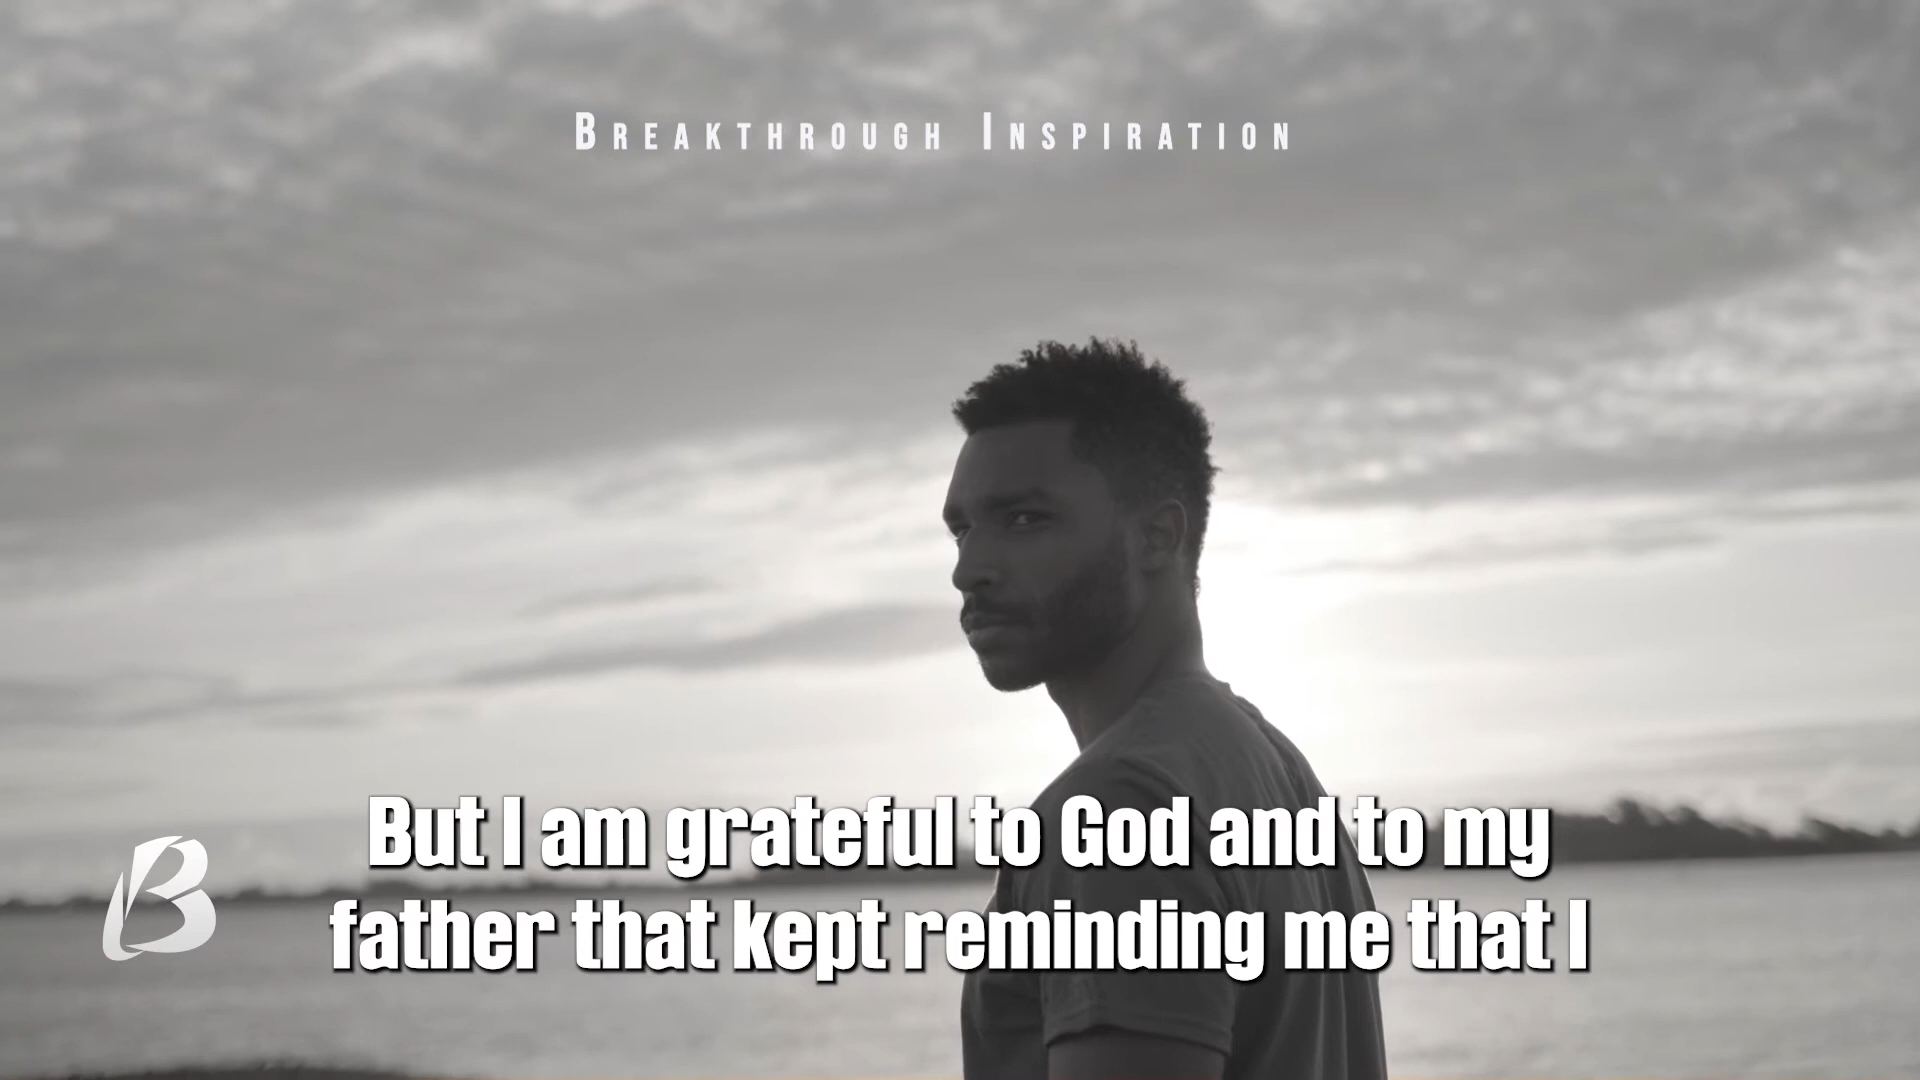 Breakthrough Inspiration
But I am grateful to God and to my
father that kept reminding me that I
B